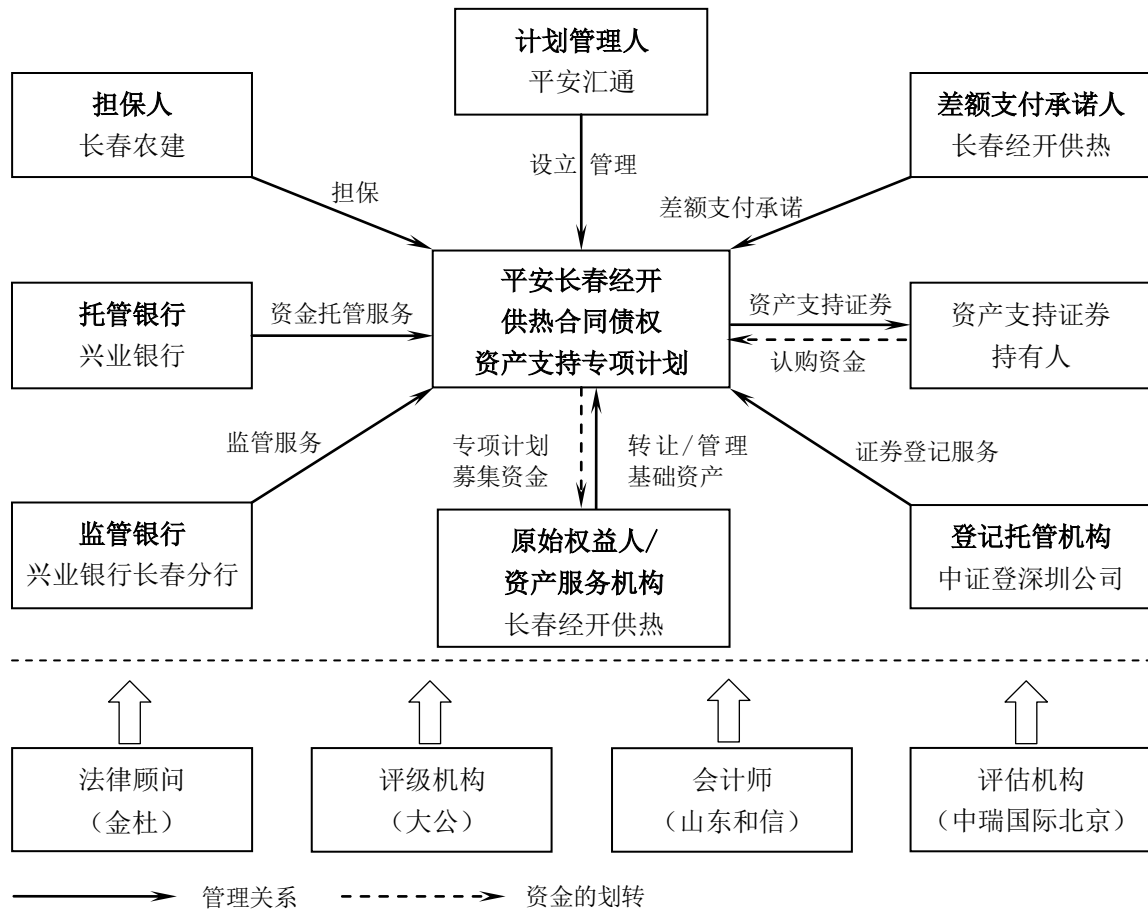 计划管理人
平安汇通
担保人
长春农建
差额支付承诺人
长春经开供热
设立 管理
担保
差额支付承诺
托管银行
兴业银行
资金托管服务
平安长春经开
供热合同债权
资产支持专项计划
资产支持证券
认购资金
资产支持证券
持有人
监管服务
专项计划
募集资金
转让/管理
基础资产
证券登记服务
监管银行
兴业银行长春分行
原始权益人/
资产服务机构
长春经开供热
登记托管机构
中证登深圳公司
法律顾问
（金杜）
评级机构
（大公）
会计师
（山东和信）
评估机构
（中瑞国际北京）
管理关系
资金的划转